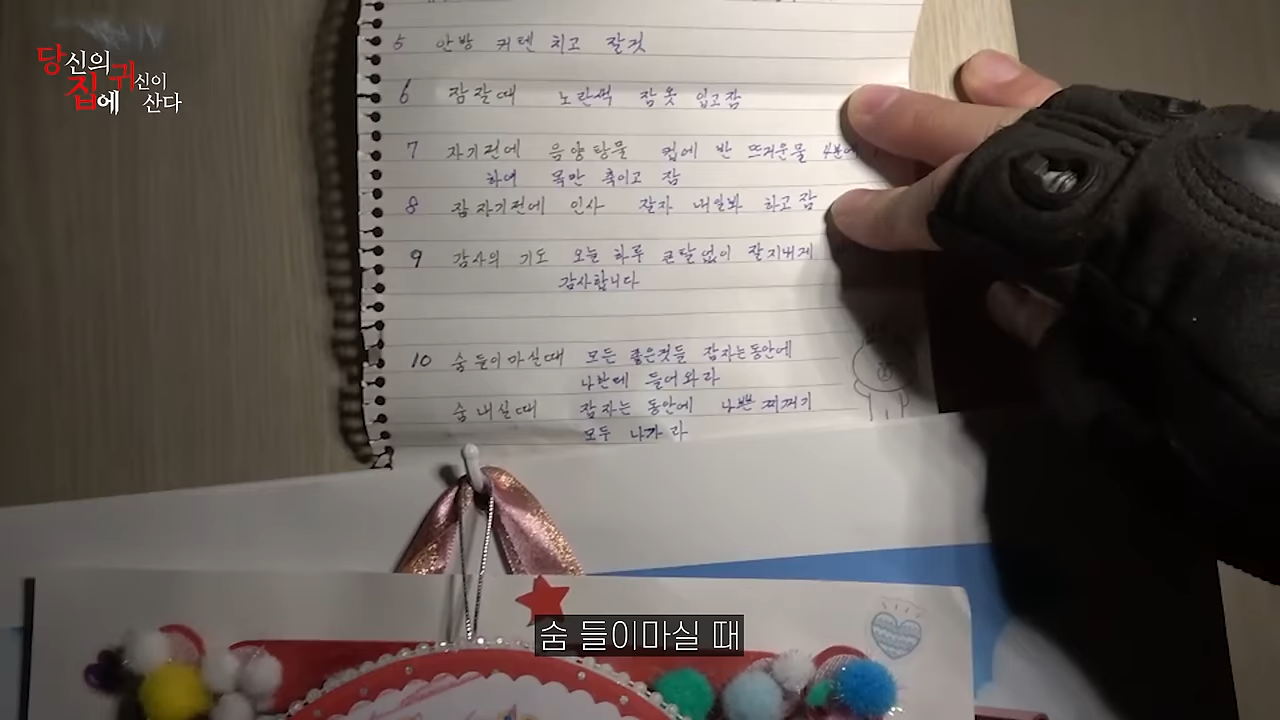 당신의
집에 귀신이
산다
5 안방 커텐 치고 잘것
6 잠잘때 노란색 잠옷 입고잠
7 자기전에 음양탕물 컵에 반 뜨거운물 4부에
하여 목만 축이고 잠
8 잠자기전에 인사 잘자 내일봐 하고잠
9 감사의 기도 오늘 하루 큰탈없이 잘지내게
감사합니다
10 숨 들이마실때 모든 좋은것들 잠자는동안에
나한테 들어와라
숨 내실때 잠자는 동안에 나쁜 찌꺼기
모두 나가라
숨 들이마실 때